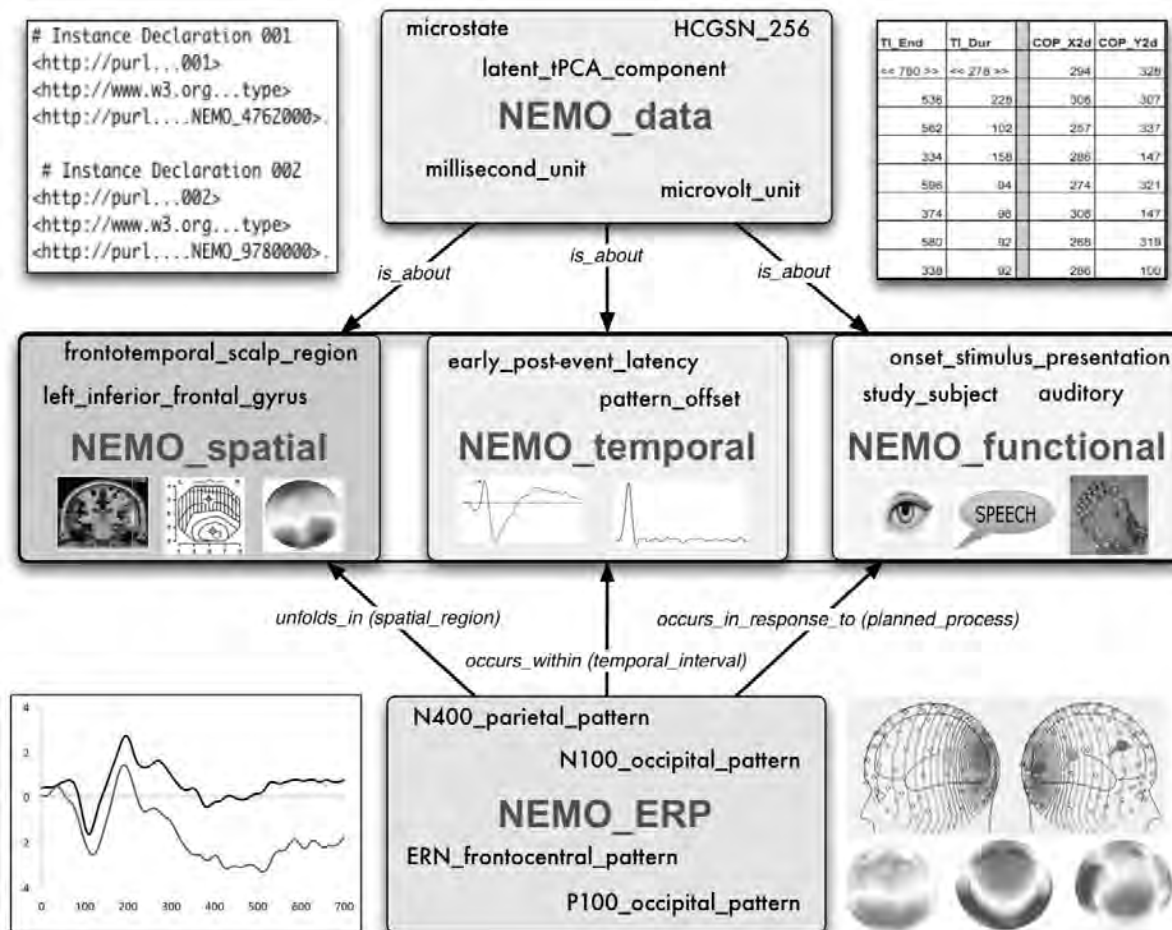 # Instance Declaration 001
<http://purl...001>
<http://www.w3.org...type>
<http://purl....NEMO_4762000>.
# Instance Declaration 002
<http://purl...002>
<http://www.w3.org...type>
<http://purl....NEMO_9780000>.
microstate HCGSN_256
latent_tPCA_component
NEMO_data
millisecond_unit
microvolt_unit
TI_End TI_Dur COP_X2d COP_Y2d
<< 780 >> << 278 >> 294 328
536 228 306 307
562 102 257 337
334 158 286 147
596 94 274 321
374 96 306 147
580 92 268 319
338 92 286 100
is_about
is_about
is_about
frontotemporal_scalp_region
left_inferior_frontal_gyrus
NEMO_spatial
early_post-event_latency
pattern_offset
NEMO_temporal
onset_stimulus_presentation
study_subject auditory
NEMO_functional
SPEECH
unfolds_in (spatial_region)
occurs_in_response_to (planned_process)
occurs_within (temporal_interval)
4
2
0
2
-4
0 100 200 300 400 500 600 700
N400_parietal_pattern
N100_occipital_pattern
NEMO_ERP
ERN_frontocentral_pattern
P100_occipital_pattern